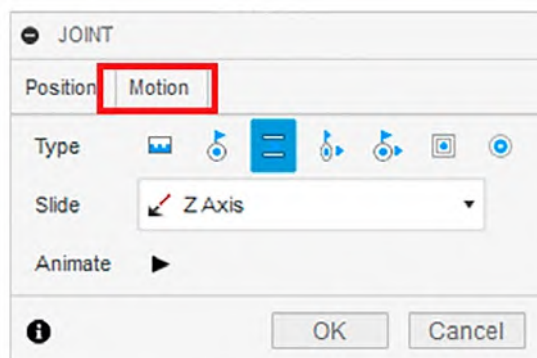 JOINT
Position Motion
Type
Slide Z Axis
Animate
OK Cancel